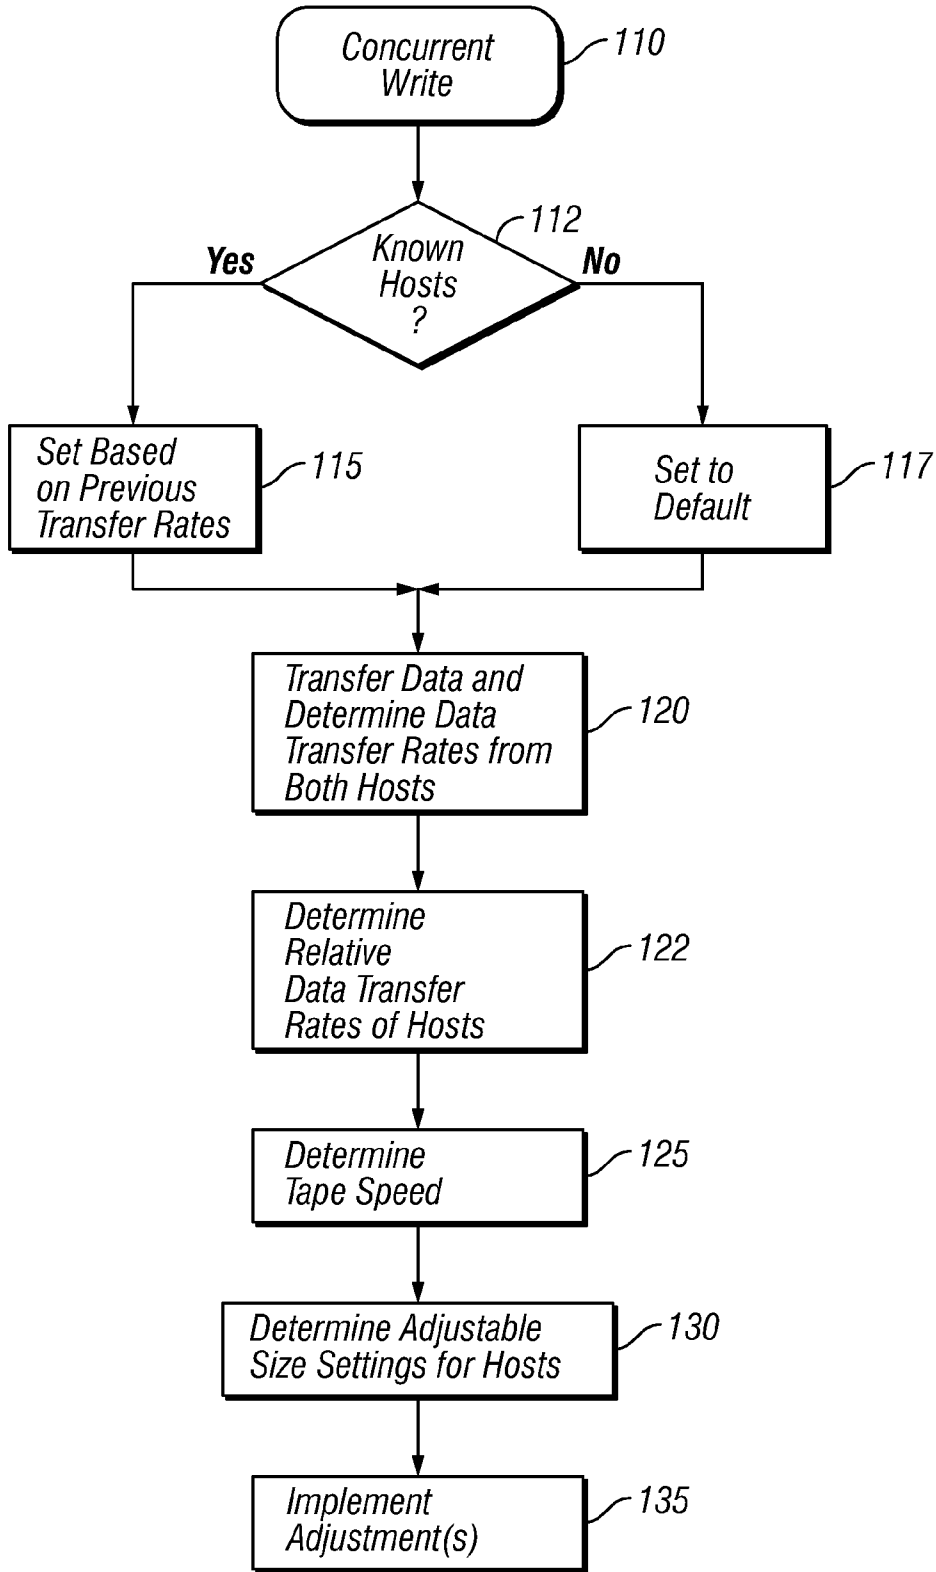 Concurrent
Write
110
112
Known
Hosts
?
Yes
No
Set Based
on Previous
Transfer Rates
115
Set to
Default
117
Transfer Data and
Determine Data
Transfer Rates from
Both Hosts
120
Determine
Relative
Data Transfer
Rates of Hosts
122
Determine
Tape Speed
125
Determine Adjustable
Size Settings for Hosts
130
Implement
Adjustment(s)
135